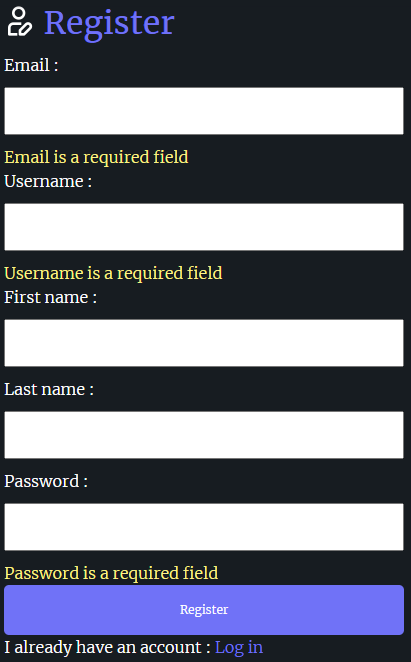 Register
Email :
Email is a required field
Username :
Username is a required field
First name :
Last name :
Password :
Password is a required field
Register
I already have an account : Log in